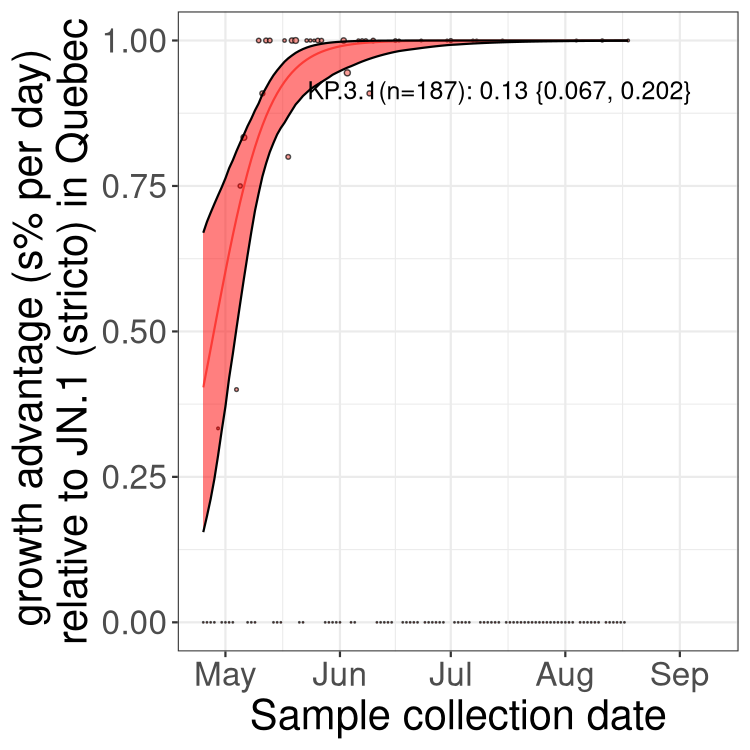 growth advantage (s% per day)
relative to JN.1 (stricto) in Quebec
1.00
0.75
0.50
0.25
0.00
KP.3.1(n=187): 0.13 {0.067, 0.202}
May Jun Jul Aug Sep
Sample collection date